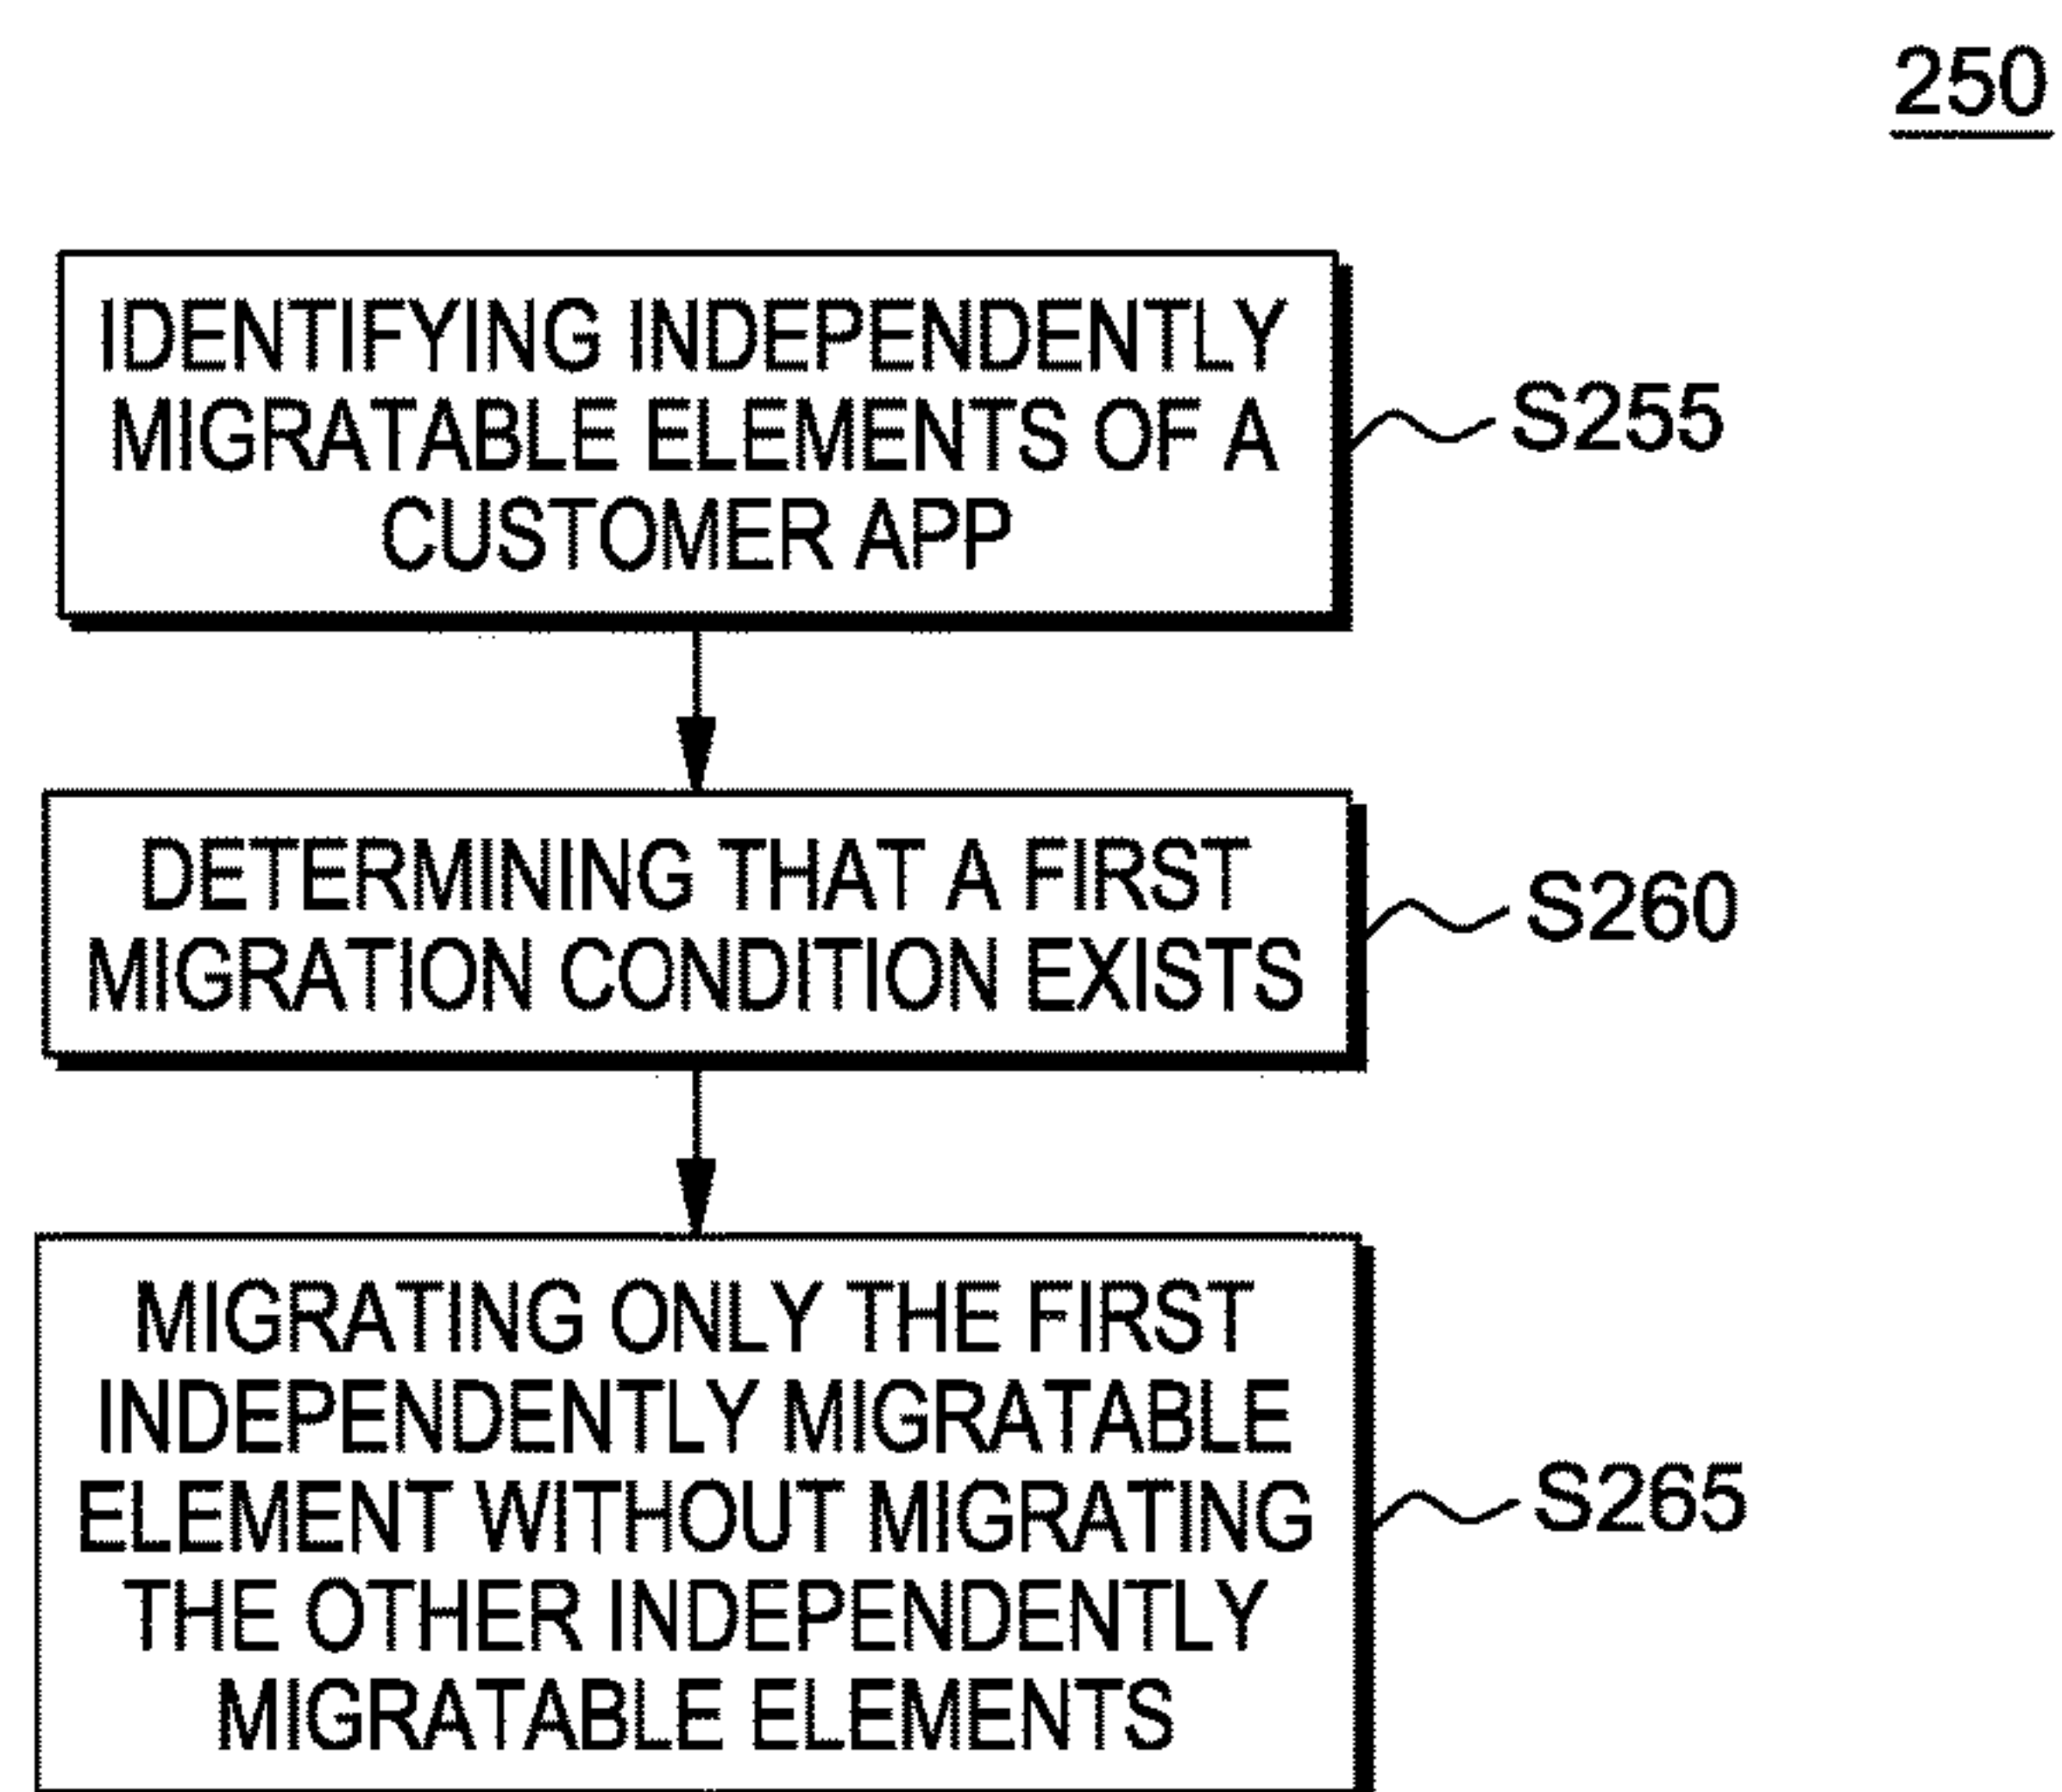 250
IDENTIFYING INDEPENDENTLY
MIGRATABLE ELEMENTS OF A
CUSTOMER APP
S255
DETERMINING THAT A FIRST
MIGRATION CONDITION EXISTS
S260
MIGRATING ONLY THE FIRST
INDEPENDENTLY MIGRATABLE
ELEMENT WITHOUT MIGRATING
THE OTHER INDEPENDENTLY
MIGRATABLE ELEMENTS
S265